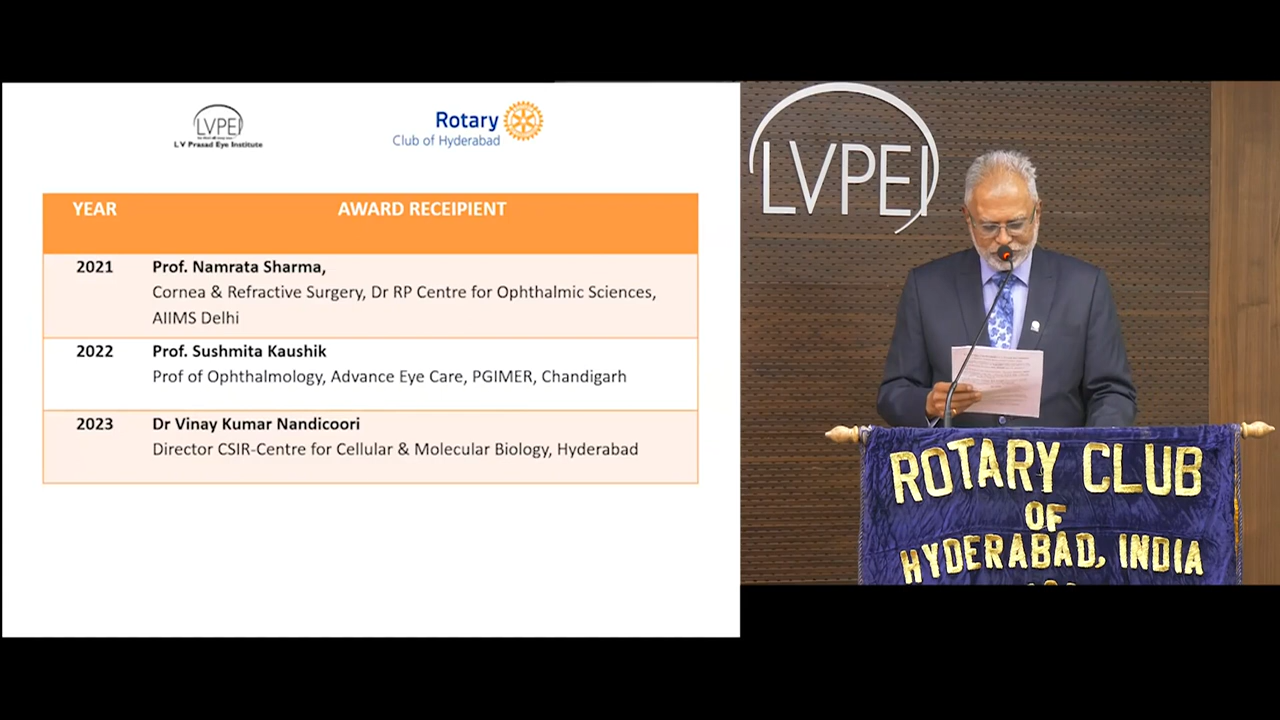 LVPEI
L V Prasad Eye Institute
Rotary
Club of Hyderabad
YEAR AWARD RECEIPIENT
2021 Prof. Namrata Sharma,
Cornea & Refractive Surgery, Dr RP Centre for Ophthalmic Sciences,
AIIMS Delhi
2022 Prof. Sushmita Kaushik
Prof of Ophthalmology, Advance Eye Care, PGIMER, Chandigarh
2023 Dr Vinay Kumar Nandicoori
Director CSIR-Centre for Cellular & Molecular Biology, Hyderabad
LVPEI
ROTARY CLUB
OF
HYDERABAD, INDIA